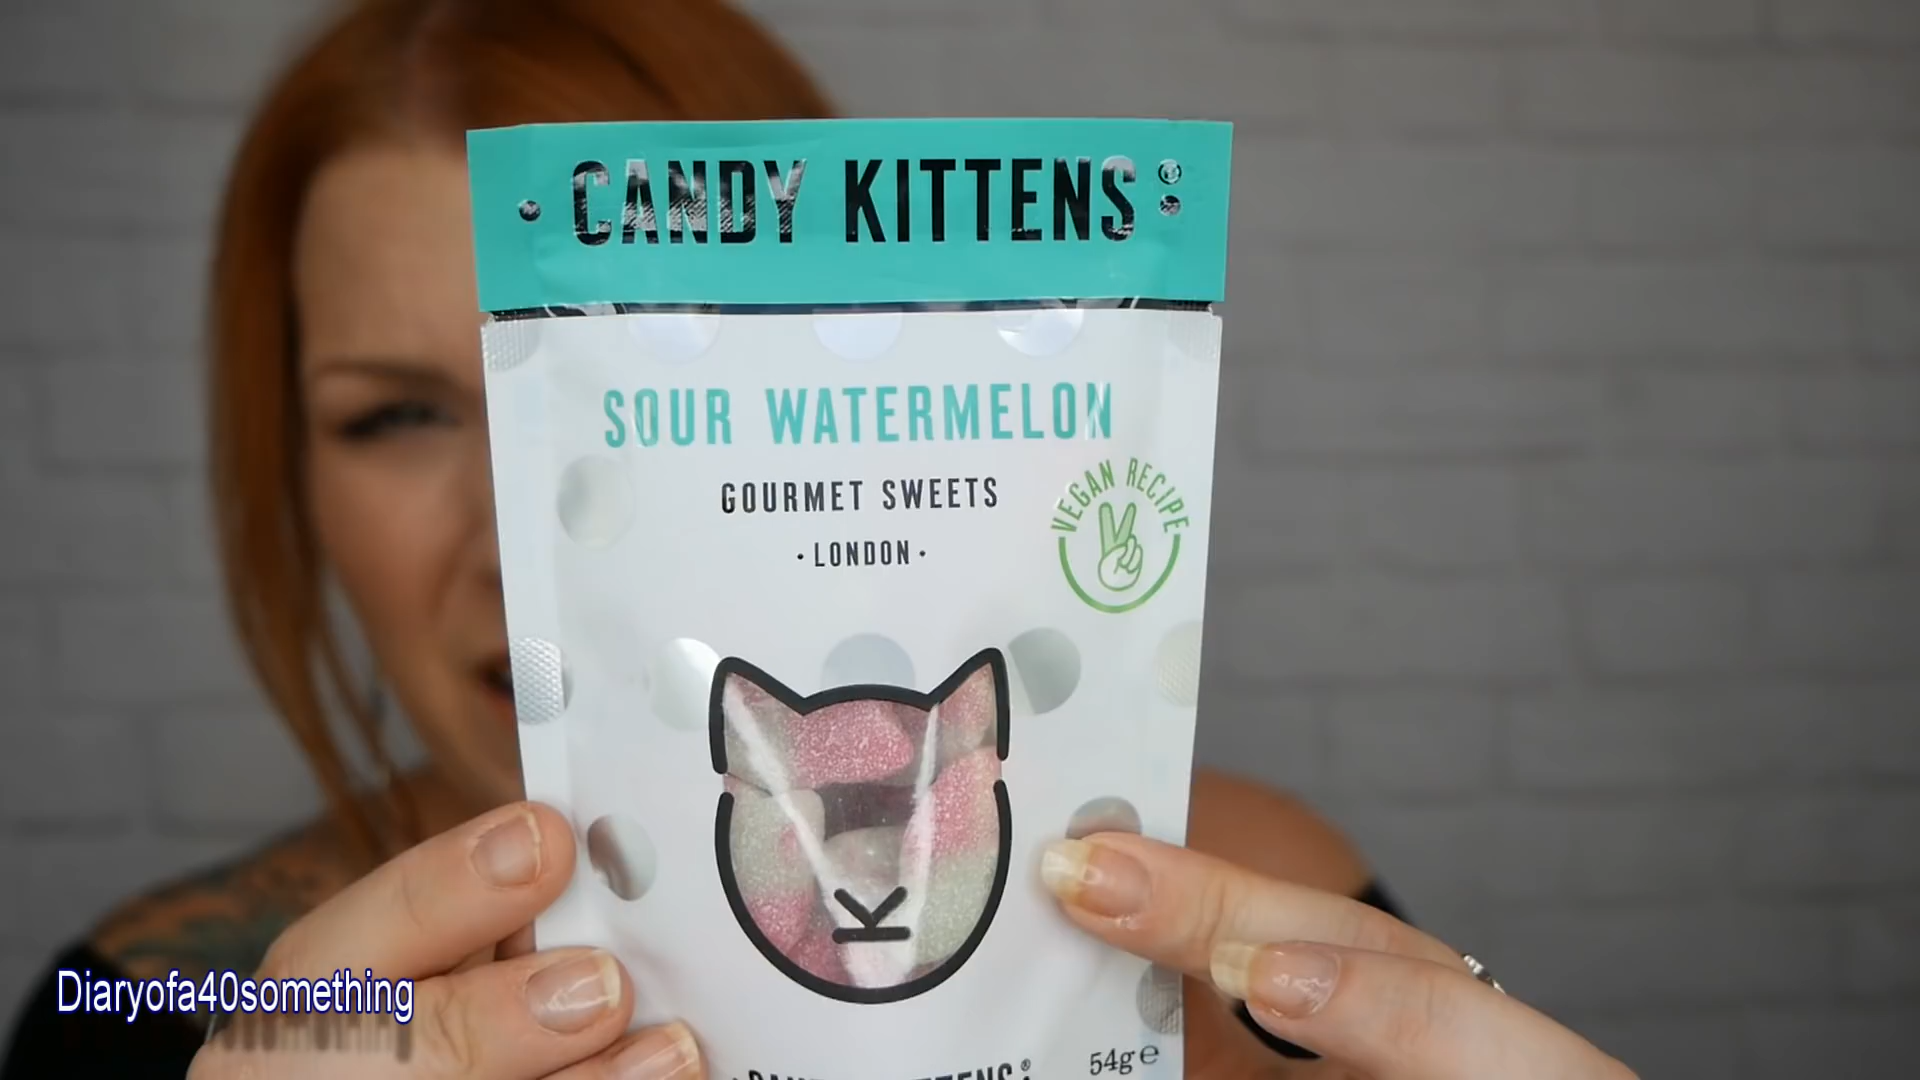 • CANDY KITTENS:
SOUR WATERMELON
GOURMET SWEETS
• LONDON •
VEGAN RECIPE
K
54g e
Diaryofa40something